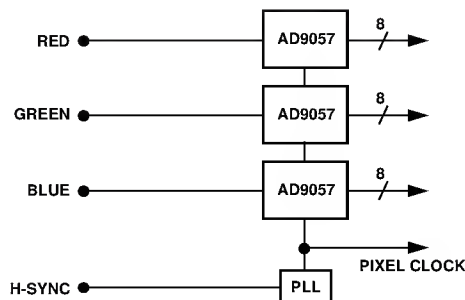 RED
AD9057
8
GREEN
AD9057
8
BLUE
AD9057
8
PIXEL CLOCK
H-SYNC
PLL